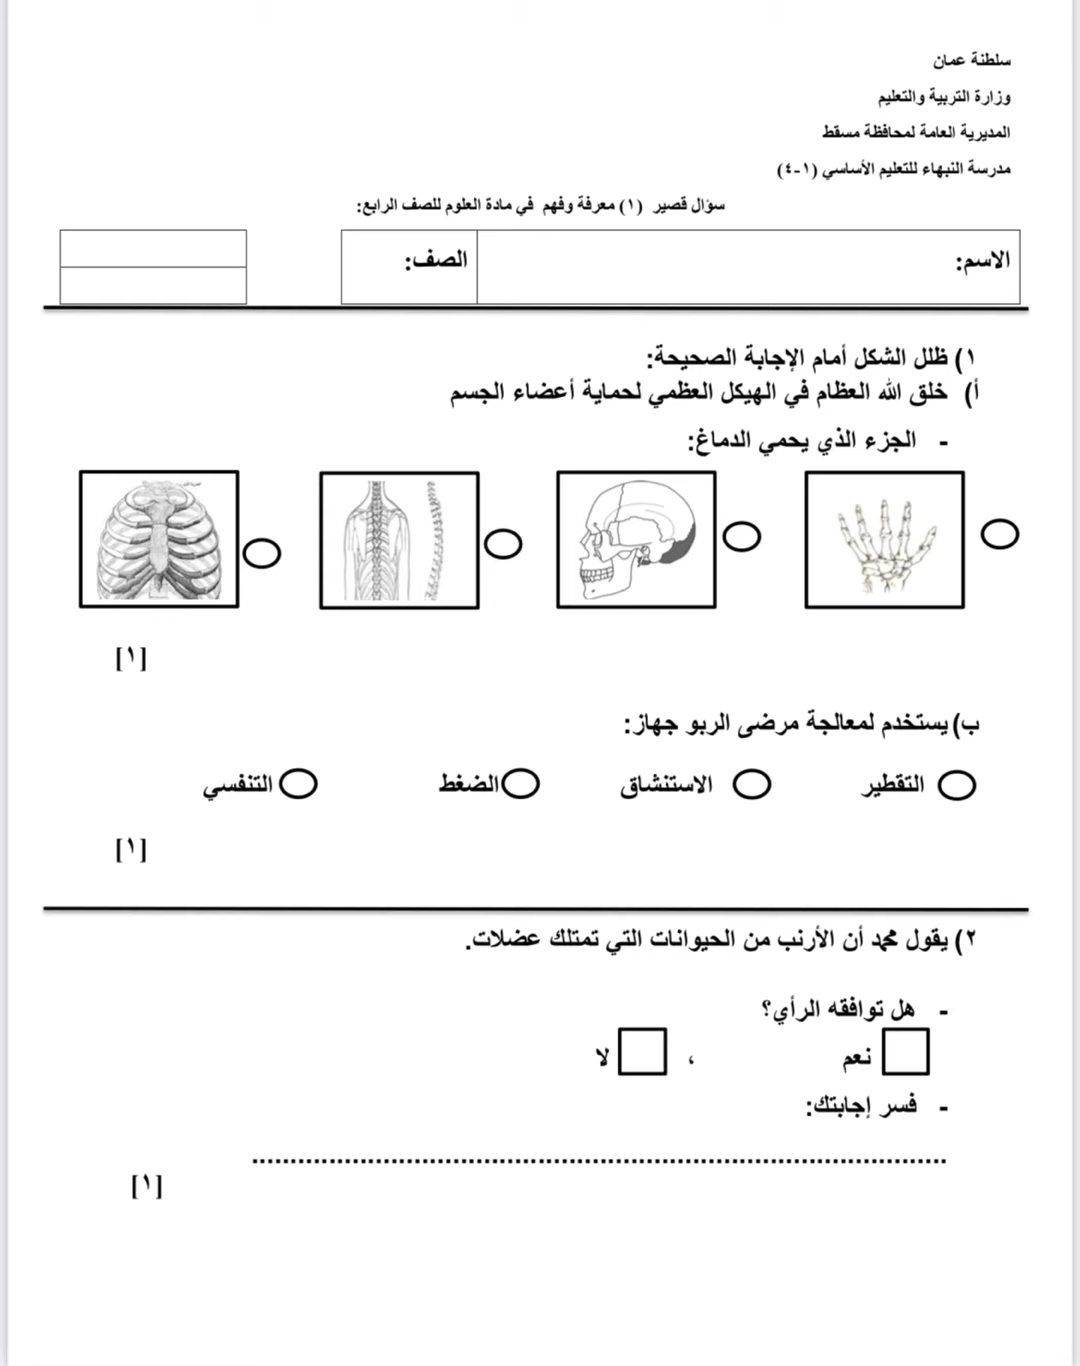 سلطنة عمان
وزارة التربية والتعليم
المديرية العامة لمحافظة مسقط
مدرسة النبهاء للتعليم الأساسي (١-٤)
سؤال قصير (١) معرفة وفهم في مادة العلوم للصف الرابع:
الاسم: الصف:
١) ظلل الشكل أمام الإجابة الصحيحة:
أ) خلق الله العظام في الهيكل العظمي لحماية أعضاء الجسم
- الجزء الذي يحمي الدماغ:
[١]
ب) يستخدم لمعالجة مرضى الربو جهاز:
التقطير الاستنشاق الضغط التنفسي
[١]
٢) يقول محمد أن الأرنب من الحيوانات التي تمتلك عضلات.
- هل توافقه الرأي؟
نعم ، لا
- فسر إجابتك:
................................................................................
[١]